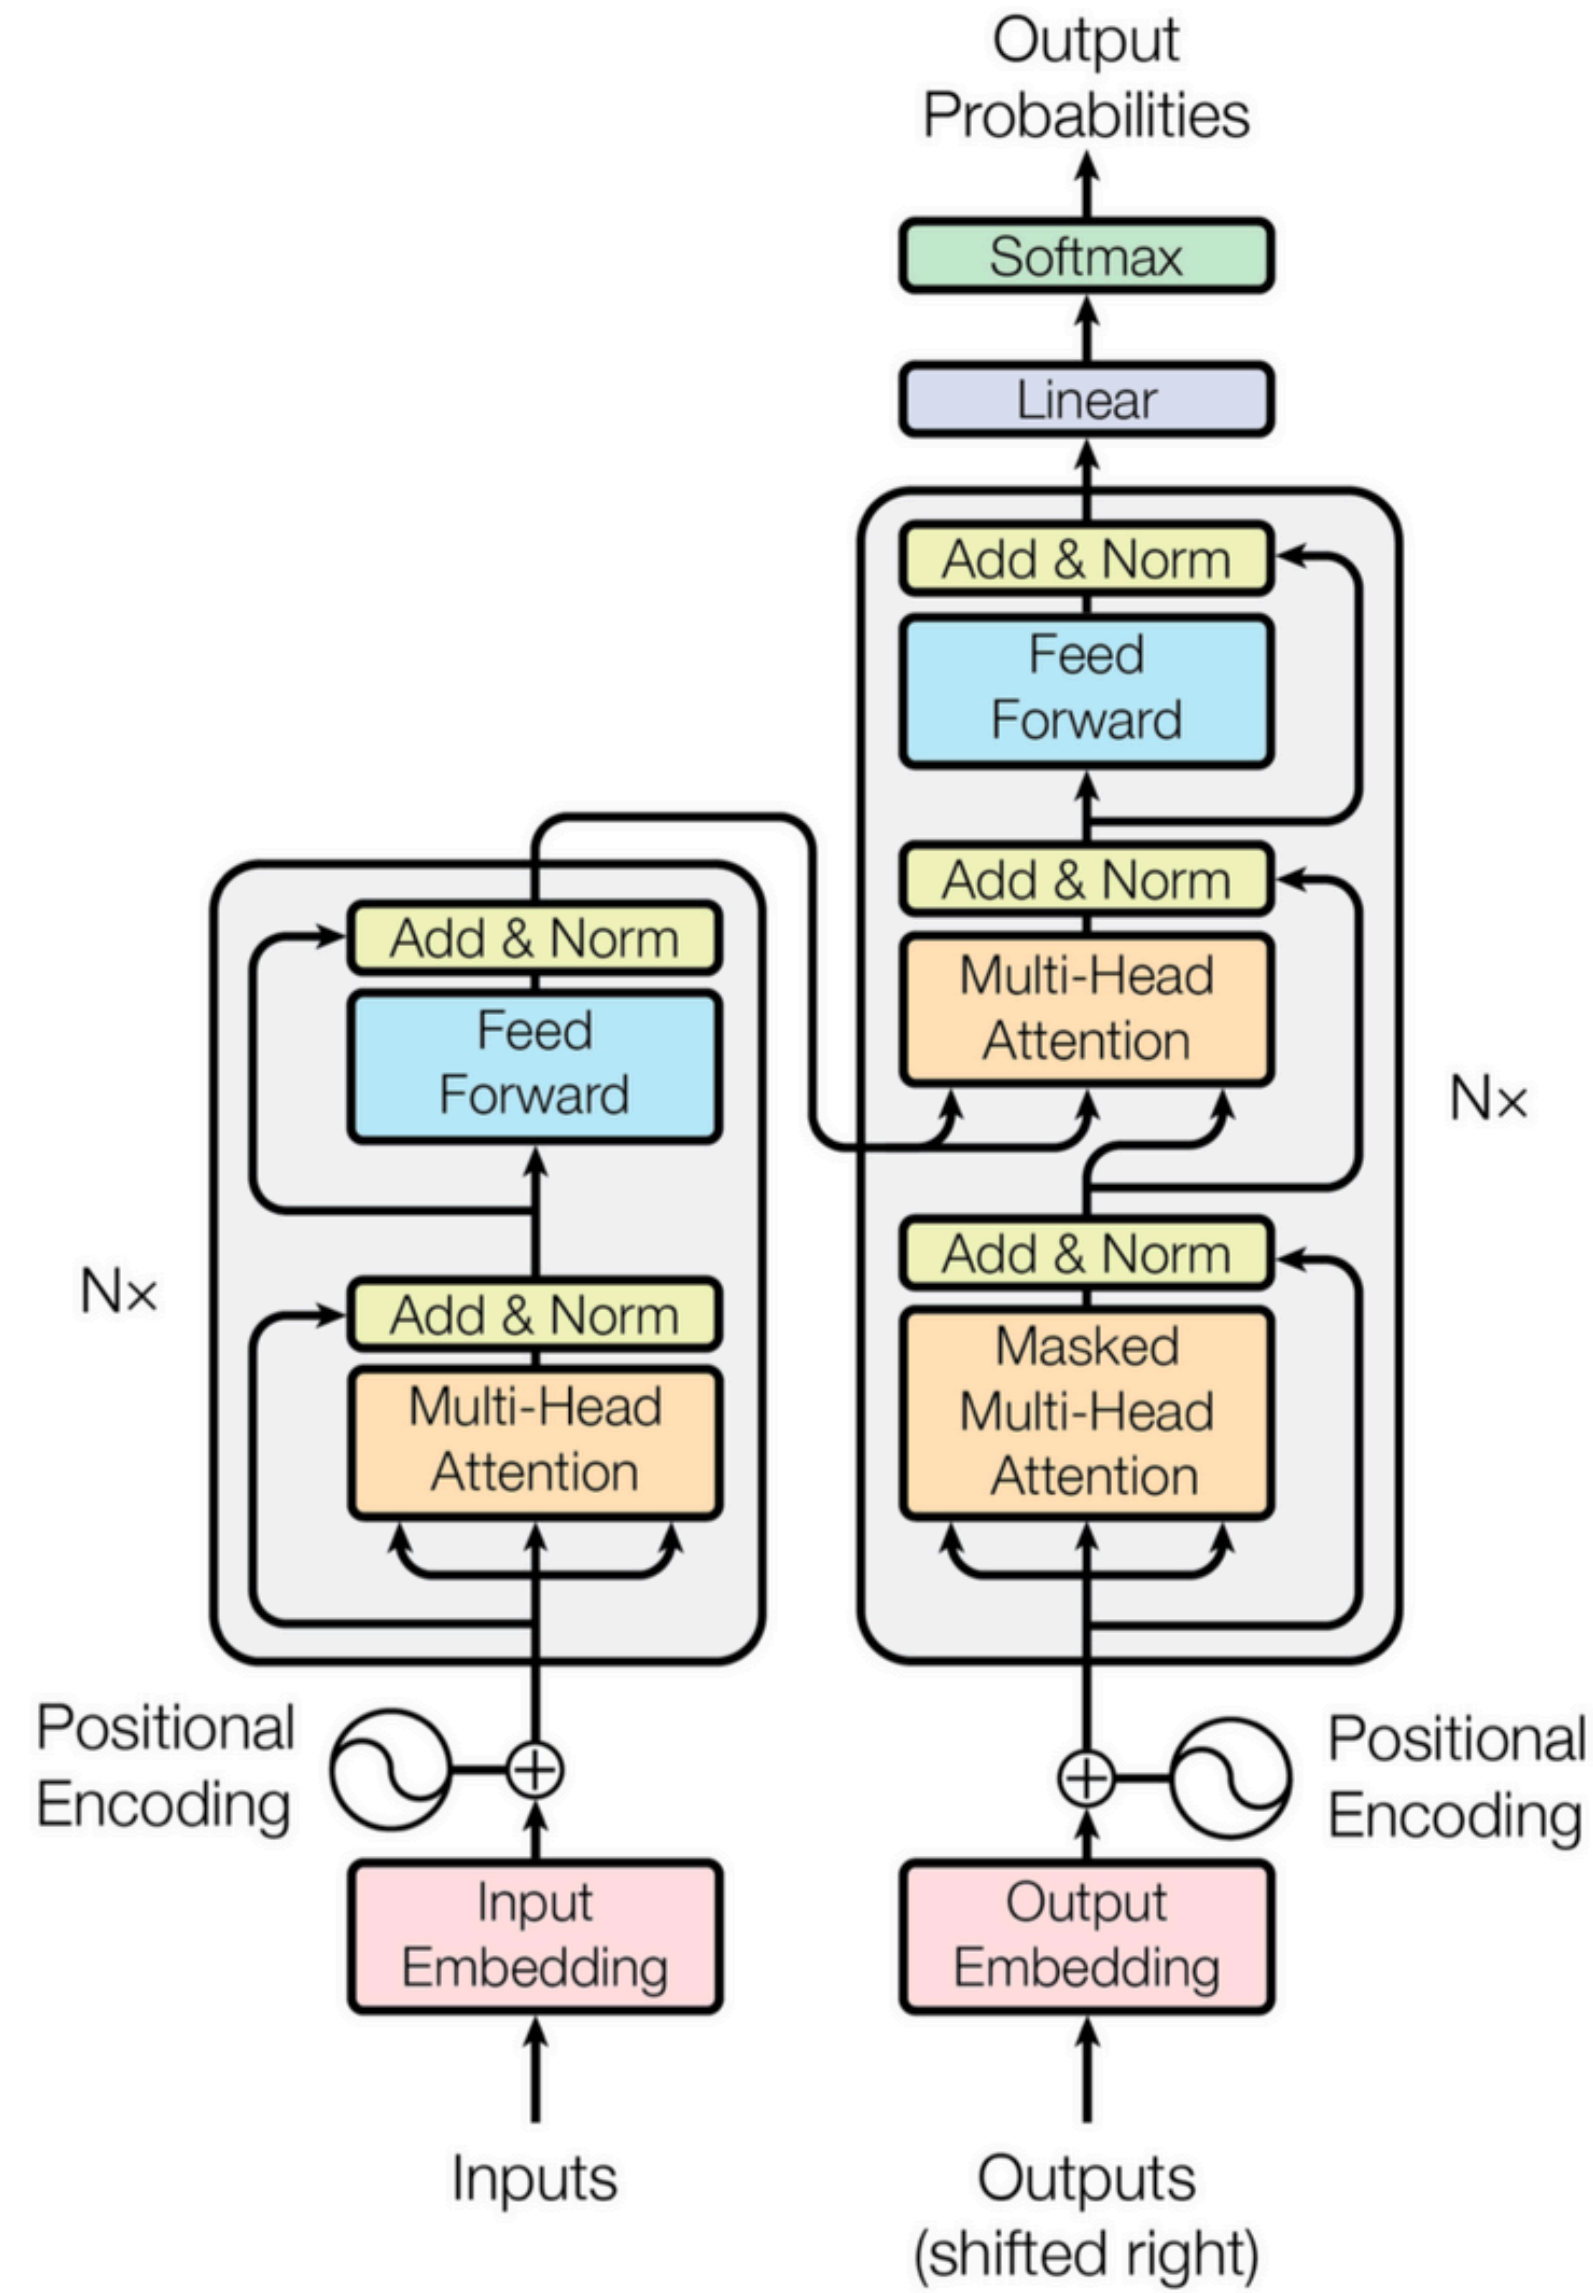 Output
Probabilities
Softmax
Linear
Add & Norm
Feed
Forward
Add & Norm
Multi-Head
Attention
Add & Norm
Masked
Multi-Head
Attention
N×
Add & Norm
Feed
Forward
Add & Norm
Multi-Head
Attention
N×
Positional
Encoding
Positional
Encoding
Input
Embedding
Output
Embedding
Inputs
Outputs
(shifted right)